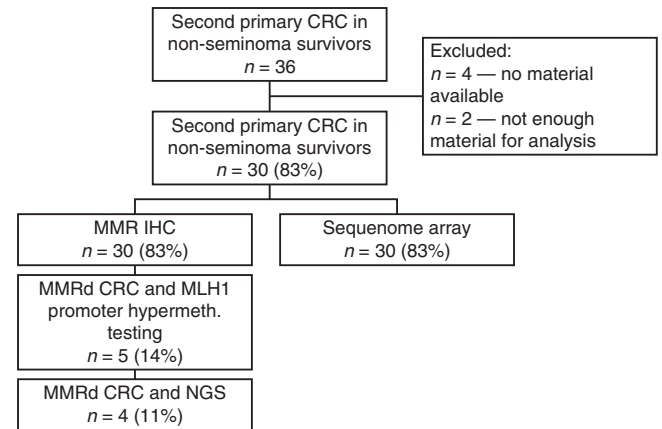 Second primary CRC in
non-seminoma survivors
n = 36
Excluded:
n = 4 — no material
available
n = 2 — not enough
material for analysis
Second primary CRC in
non-seminoma survivors
n = 30 (83%)
MMR IHC
n = 30 (83%)
Sequenome array
n = 30 (83%)
MMRd CRC and MLH1
promoter hypermeth.
testing
n = 5 (14%)
MMRd CRC and NGS
n = 4 (11%)